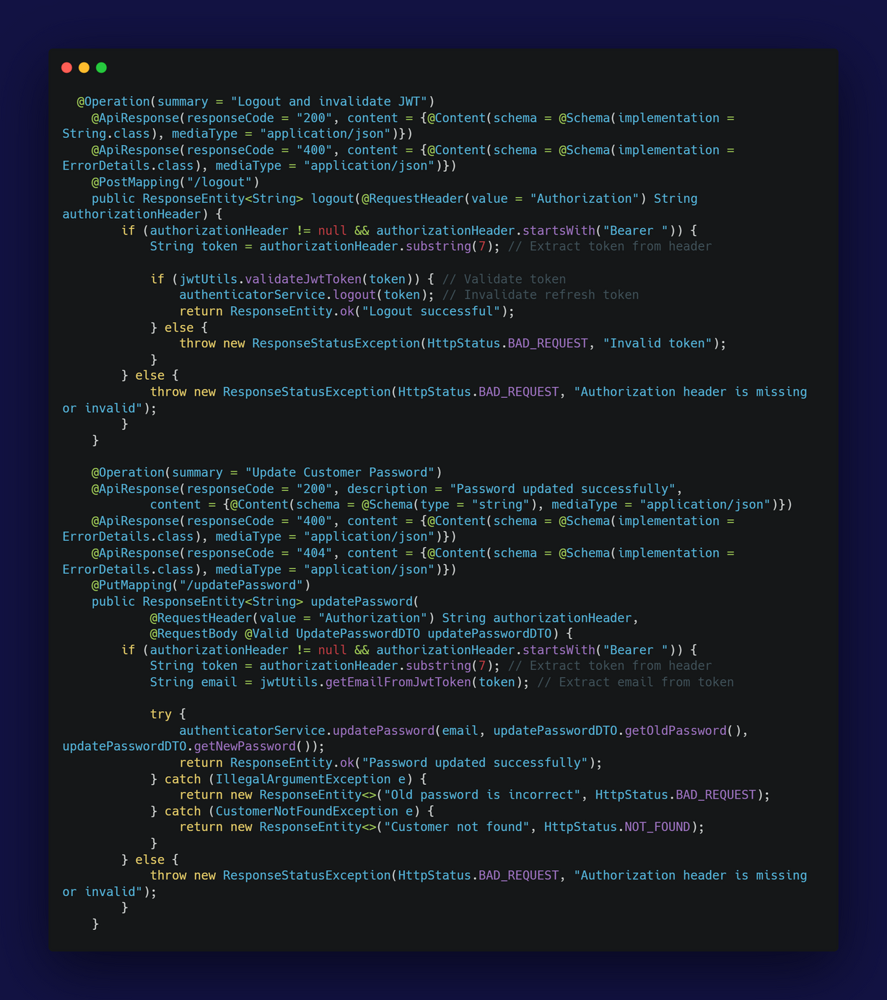 @Operation(summary = "Logout and invalidate JWT")
@ApiResponse(responseCode = "200", content = {@Content(schema = @Schema(implementation =
String.class), mediaType = "application/json")})
@ApiResponse(responseCode = "400", content = {@Content(schema = @Schema(implementation =
ErrorDetails.class), mediaType = "application/json")})
@PostMapping("/logout")
public ResponseEntity<String> logout(@RequestHeader(value = "Authorization") String
authorizationHeader) {
if (authorizationHeader != null && authorizationHeader.startsWith("Bearer ")) {
String token = authorizationHeader.substring(7); // Extract token from header
if (jwtUtils.validateJwtToken(token)) { // Validate token
authenticatorService.logout(token); // Invalidate refresh token
return ResponseEntity.ok("Logout successful");
} else {
throw new ResponseStatusException(HttpStatus.BAD_REQUEST, "Invalid token");
}
} else {
throw new ResponseStatusException(HttpStatus.BAD_REQUEST, "Authorization header is missing
or invalid");
}
}
@Operation(summary = "Update Customer Password")
@ApiResponse(responseCode = "200", description = "Password updated successfully",
content = {@Content(schema = @Schema(type = "string"), mediaType = "application/json")})
@ApiResponse(responseCode = "400", content = {@Content(schema = @Schema(implementation =
ErrorDetails.class), mediaType = "application/json")})
@ApiResponse(responseCode = "404", content = {@Content(schema = @Schema(implementation =
ErrorDetails.class), mediaType = "application/json")})
@PutMapping("/updatePassword")
public ResponseEntity<String> updatePassword(
@RequestHeader(value = "Authorization") String authorizationHeader,
@RequestBody @Valid UpdatePasswordDTO updatePasswordDTO) {
if (authorizationHeader != null && authorizationHeader.startsWith("Bearer ")) {
String token = authorizationHeader.substring(7); // Extract token from header
String email = jwtUtils.getEmailFromJwtToken(token); // Extract email from token
try {
authenticatorService.updatePassword(email, updatePasswordDTO.getOldPassword(),
updatePasswordDTO.getNewPassword());
return ResponseEntity.ok("Password updated successfully");
} catch (IllegalArgumentException e) {
return new ResponseEntity<>("Old password is incorrect", HttpStatus.BAD_REQUEST);
} catch (CustomerNotFoundException e) {
return new ResponseEntity<>("Customer not found", HttpStatus.NOT_FOUND);
}
} else {
throw new ResponseStatusException(HttpStatus.BAD_REQUEST, "Authorization header is missing
or invalid");
}
}